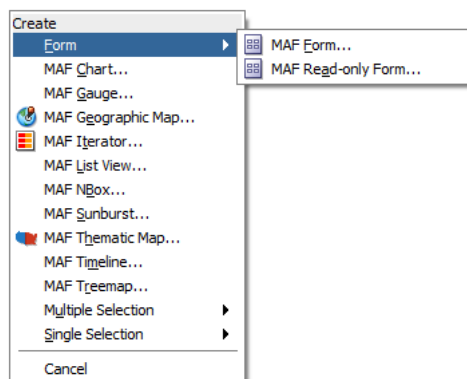 Create
Form
MAF Form...
MAF Read-only Form...
MAF Chart...
MAF Gauge...
MAF Geographic Map...
MAF Iterator...
MAF List View...
MAF NBox...
MAF Sunburst...
MAF Thematic Map...
MAF Timeline...
MAF Treemap...
Multiple Selection
Single Selection
Cancel